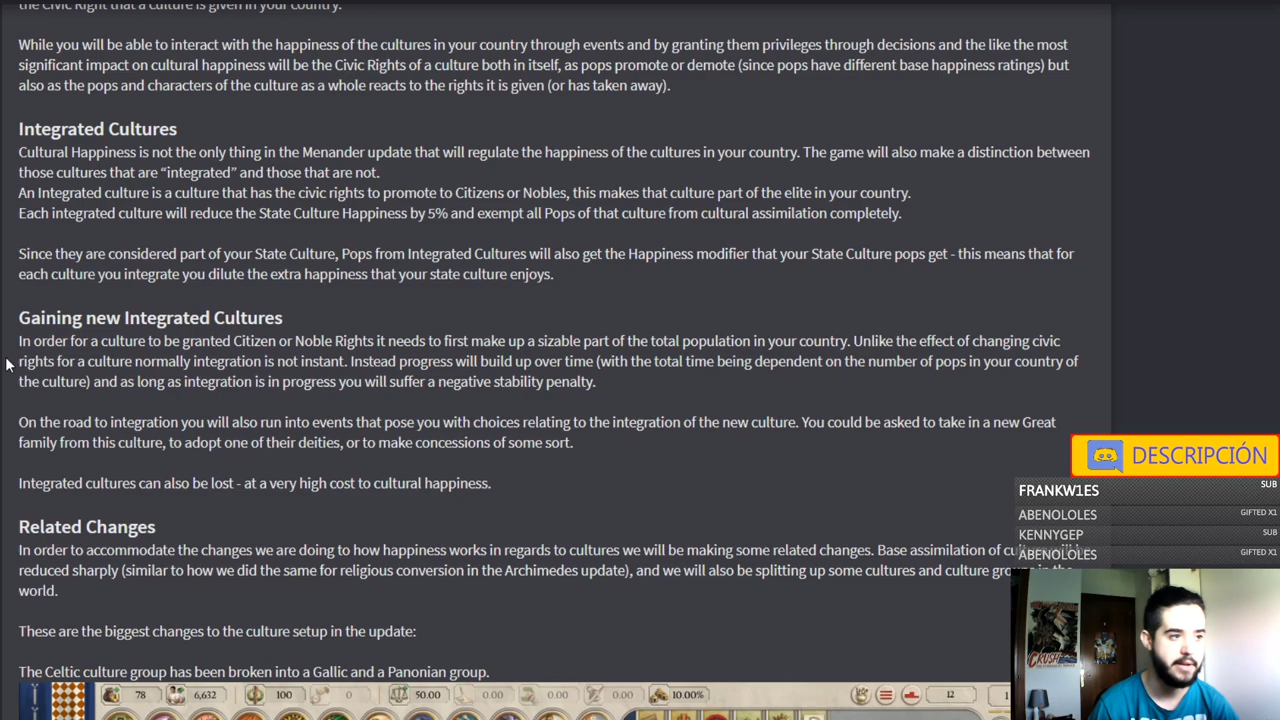 the Civic Right that a culture is given in your country.
While you will be able to interact with the happiness of the cultures in your country through events and by granting them privileges through decisions and the like the most
significant impact on cultural happiness will be the Civic Rights of a culture both in itself, as pops promote or demote (since pops have different base happiness ratings) but
also as the pops and characters of the culture as a whole reacts to the rights it is given (or has taken away).
Integrated Cultures
Cultural Happiness is not the only thing in the Menander update that will regulate the happiness of the cultures in your country. The game will also make a distinction between
those cultures that are “integrated” and those that are not.
An Integrated culture is a culture that has the civic rights to promote to Citizens or Nobles, this makes that culture part of the elite in your country.
Each integrated culture will reduce the State Culture Happiness by 5% and exempt all Pops of that culture from cultural assimilation completely.
Since they are considered part of your State Culture, Pops from Integrated Cultures will also get the Happiness modifier that your State Culture pops get - this means that for
each culture you integrate you dilute the extra happiness that your state culture enjoys.
Gaining new Integrated Cultures
In order for a culture to be granted Citizen or Noble Rights it needs to first make up a sizable part of the total population in your country. Unlike the effect of changing civic
rights for a culture normally integration is not instant. Instead progress will build up over time (with the total time being dependent on the number of pops in your country of
the culture) and as long as integration is in progress you will suffer a negative stability penalty.
On the road to integration you will also run into events that pose you with choices relating to the integration of the new culture. You could be asked to take in a new Great
family from this culture, to adopt one of their deities, or to make concessions of some sort.
DESCRIPCIÓN
Integrated cultures can also be lost - at a very high cost to cultural happiness.
FRANKW1ES SUB
ABENOLOLES GIFTED X1
Related Changes
KENNYGEP SUB
ABENOLOLES GIFTED X1
In order to accommodate the changes we are doing to how happiness works in regards to cultures we will be making some related changes. Base assimilation of
reduced sharply (similar to how we did the same for religious conversion in the Archimedes update), and we will also be splitting up some cultures and culture groups in the
world.
These are the biggest changes to the culture setup in the update:
The Celtic culture group has been broken into a Gallic and a Panonian group.
78 6,632 100 0 50.00 0.00 0.00 0.00 10.00% 12 1
CRUSH